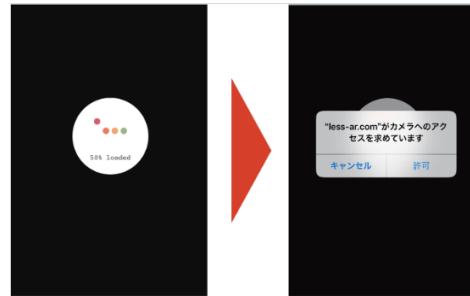 50% loaded
"less-ar.com"がカメラへのアク
セスを求めています
キャンセル
許可